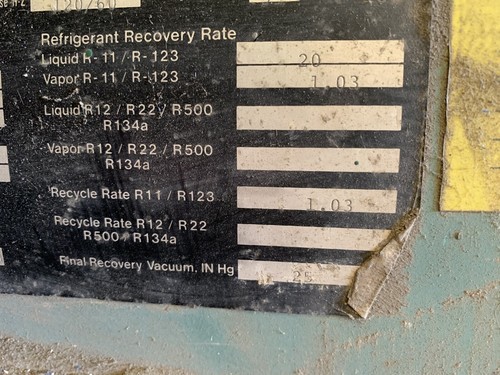 120/60
Refrigerant Recovery Rate
Liquid R-11 / R-123 20
Vapor R-11 / R-123 1.03
Liquid R12 / R22 / R500
R134a
Vapor R12 / R22 / R500
R134a
Recycle Rate R11 / R123 1.03
Recycle Rate R12 / R22
R500 R134a
Final Recovery Vacuum, IN Hg 25